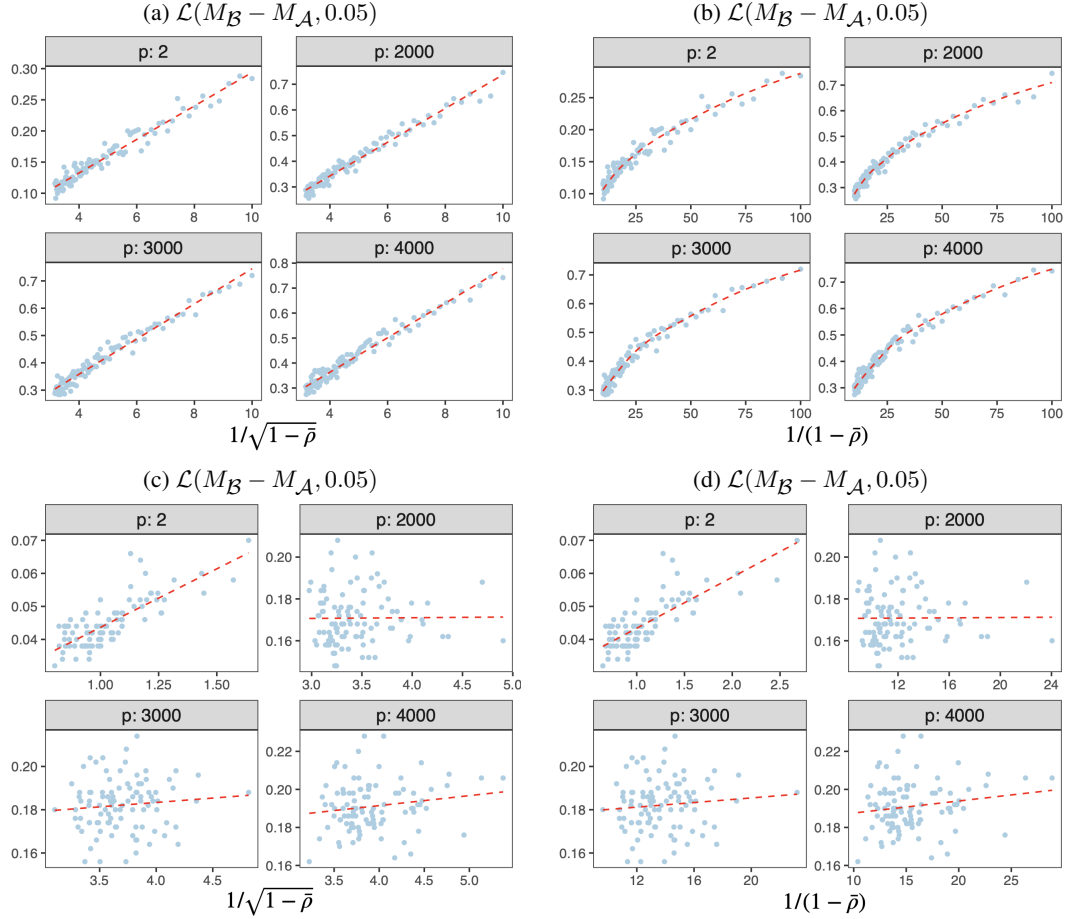 (a) ℒ(M_ℬ − M_𝒜, 0.05)
p: 2
p: 2000
0.30
0.25
0.20
0.15
0.10
0.7
0.6
0.5
0.4
0.3
4 6 8 10
4 6 8 10
p: 3000
p: 4000
0.7
0.6
0.5
0.4
0.3
0.8
0.7
0.6
0.5
0.4
0.3
4 6 8 10
4 6 8 10
1/√(1 − ρ̄)
(b) ℒ(M_ℬ − M_𝒜, 0.05)
p: 2
p: 2000
0.25
0.20
0.15
0.10
0.7
0.6
0.5
0.4
0.3
25 50 75 100
25 50 75 100
p: 3000
p: 4000
0.7
0.6
0.5
0.4
0.3
0.7
0.6
0.5
0.4
0.3
25 50 75 100
25 50 75 100
1/(1 − ρ̄)
(c) ℒ(M_ℬ − M_𝒜, 0.05)
p: 2
p: 2000
0.07
0.06
0.05
0.04
0.20
0.18
0.16
1.00 1.25 1.50
3.0 3.5 4.0 4.5 5.0
p: 3000
p: 4000
0.20
0.18
0.16
0.22
0.20
0.18
0.16
3.5 4.0 4.5
3.5 4.0 4.5 5.0
1/√(1 − ρ̄)
(d) ℒ(M_ℬ − M_𝒜, 0.05)
p: 2
p: 2000
0.07
0.06
0.05
0.04
0.20
0.18
0.16
1.0 1.5 2.0 2.5
12 16 20 24
p: 3000
p: 4000
0.20
0.18
0.16
0.22
0.20
0.18
0.16
12 16 20
10 15 20 25
1/(1 − ρ̄)